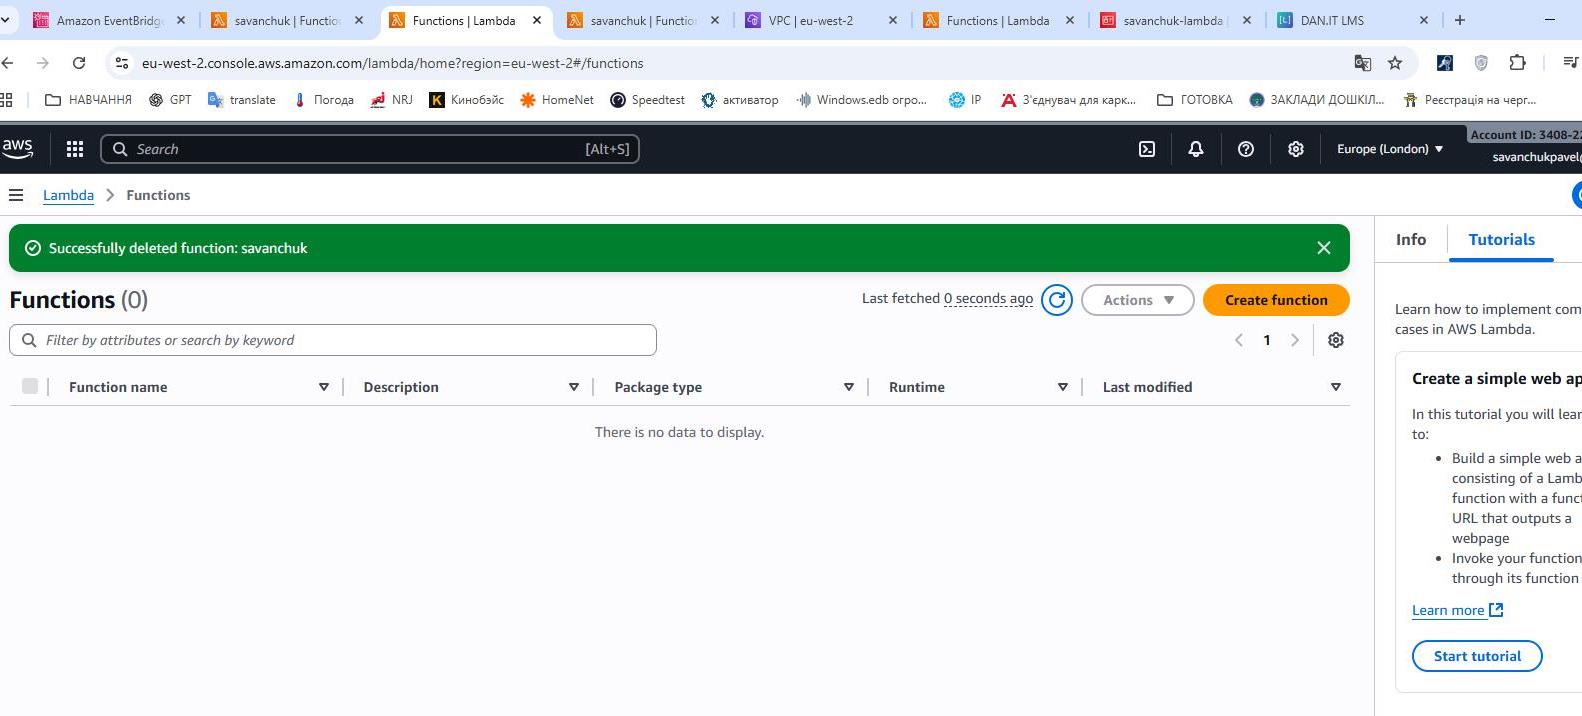 Amazon EventBridge
savanchuk | Functio
Functions | Lambda
savanchuk | Functio
VPC | eu-west-2
Functions | Lambda
savanchuk-lambda |
DAN.IT LMS
eu-west-2.console.aws.amazon.com/lambda/home?region=eu-west-2#/functions
НАВЧАННЯ
GPT
translate
Погода
NRJ
Кинобэйс
HomeNet
Speedtest
активатор
Windows.edb огро...
IP
З'єднувач для карк...
ГОТОВКА
ЗАКЛАДИ ДОШКІЛ...
Реєстрація на черг...
aws
Search
[Alt+S]
Europe (London)
Account ID: 3408-22
savanchukpavel@
Lambda
Functions
Successfully deleted function: savanchuk
Info
Tutorials
Functions (0)
Last fetched 0 seconds ago
Actions
Create function
Filter by attributes or search by keyword
1
Function name
Description
Package type
Runtime
Last modified
There is no data to display.
Learn how to implement com
cases in AWS Lambda.
Create a simple web ap
In this tutorial you will lear
to:
• Build a simple web a
consisting of a Lamb
function with a func
URL that outputs a
webpage
• Invoke your function
through its function
Learn more
Start tutorial